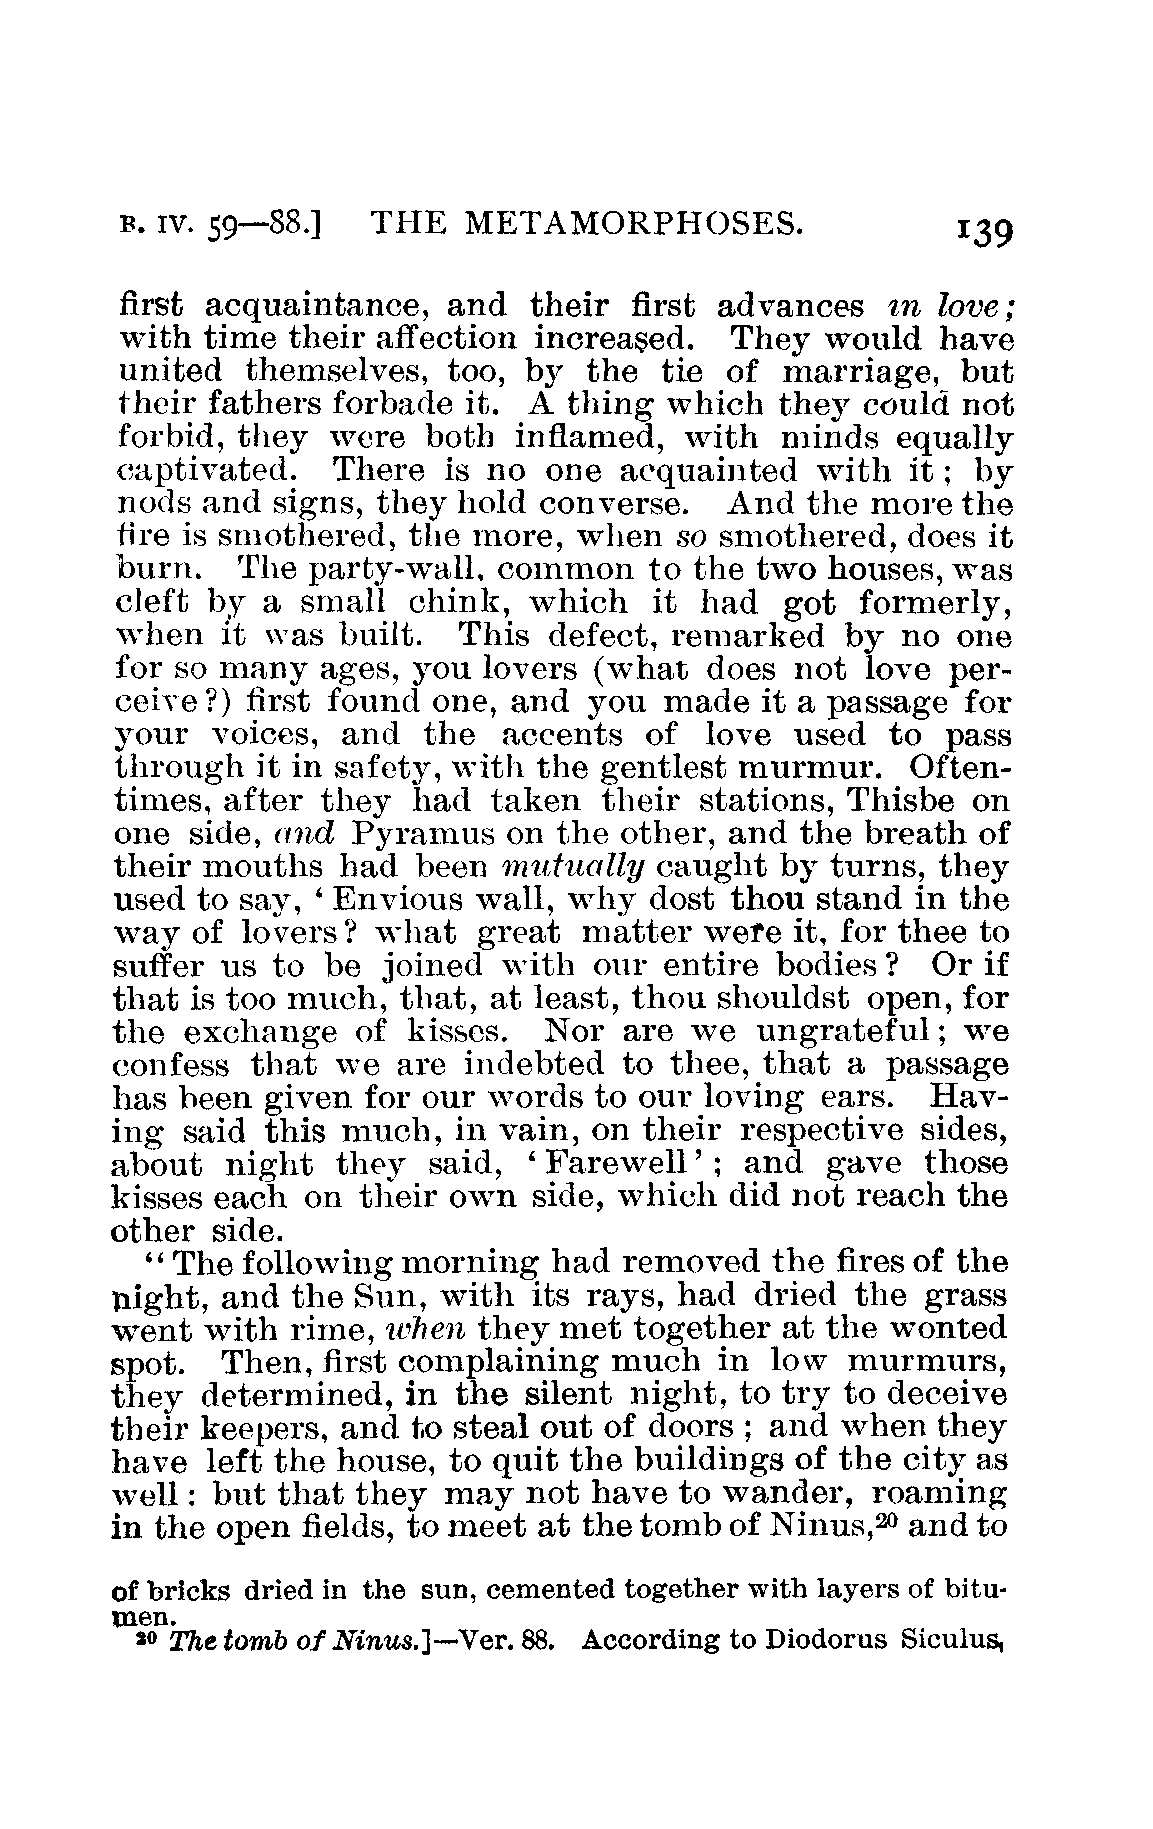 B. IV. 59—88.] THE METAMORPHOSES. 139
first acquaintance, and their first advances in love;
with time their affection increased. They would have
united themselves, too, by the tie of marriage, but
their fathers forbade it. A thing which they could not
forbid, they were both inflamed, with minds equally
captivated. There is no one acquainted with it; by
nods and signs, they hold converse. And the more the
fire is smothered, the more, when so smothered, does it
burn. The party-wall, common to the two houses, was
cleft by a small chink, which it had got formerly,
when it was built. This defect, remarked by no one
for so many ages, you lovers (what does not love per-
ceive?) first found one, and you made it a passage for
your voices, and the accents of love used to pass
through it in safety, with the gentlest murmur. Often-
times, after they had taken their stations, Thisbe on
one side, and Pyramus on the other, and the breath of
their mouths had been mutually caught by turns, they
used to say, ‘Envious wall, why dost thou stand in the
way of lovers? what great matter were it, for thee to
suffer us to be joined with our entire bodies? Or if
that is too much, that, at least, thou shouldst open, for
the exchange of kisses. Nor are we ungrateful; we
confess that we are indebted to thee, that a passage
has been given for our words to our loving ears. Hav-
ing said this much, in vain, on their respective sides,
about night they said, ‘Farewell’; and gave those
kisses each on their own side, which did not reach the
other side.
“The following morning had removed the fires of the
night, and the Sun, with its rays, had dried the grass
went with rime, when they met together at the wonted
spot. Then, first complaining much in low murmurs,
they determined, in the silent night, to try to deceive
their keepers, and to steal out of doors; and when they
have left the house, to quit the buildings of the city as
well: but that they may not have to wander, roaming
in the open fields, to meet at the tomb of Ninus,²⁰ and to
of bricks dried in the sun, cemented together with layers of bitu-
men.
²⁰ The tomb of Ninus.]—Ver. 88. According to Diodorus Siculus,